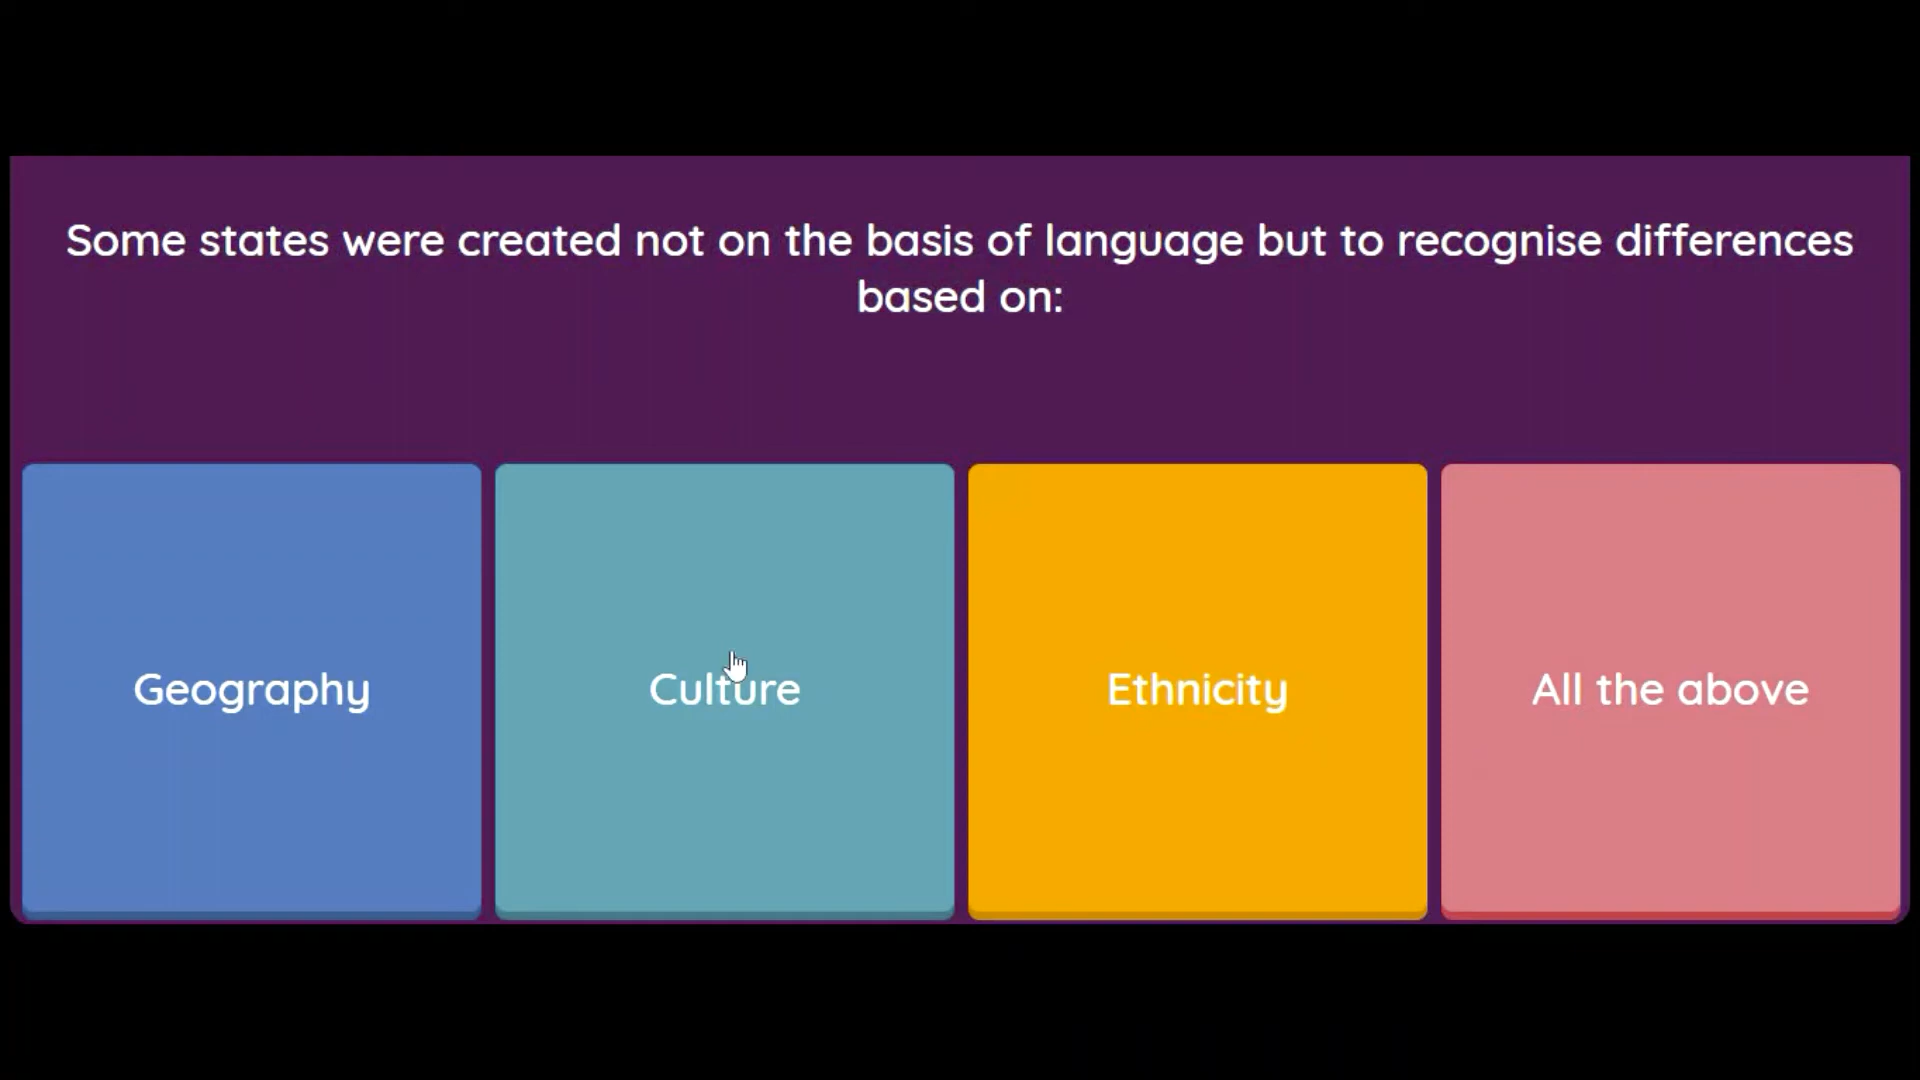 Some states were created not on the basis of language but to recognise differences
based on:
Geography
Culture
Ethnicity
All the above